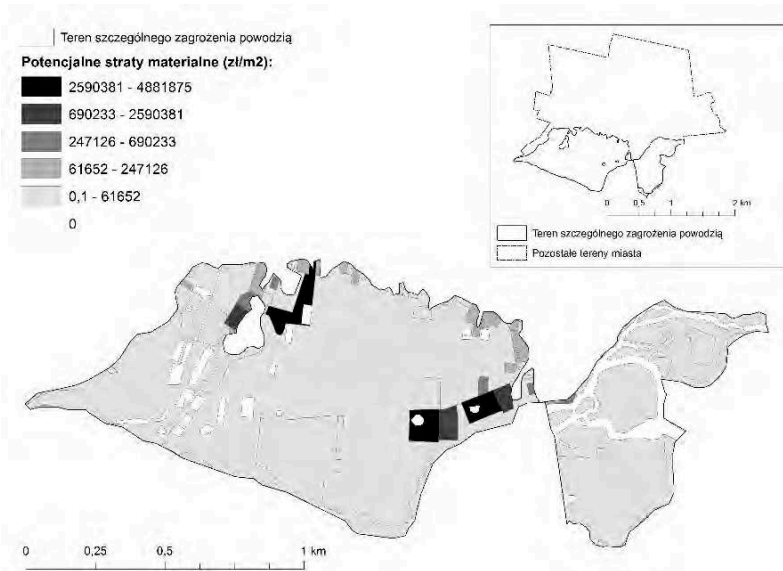 Teren szczególnego zagrożenia powodzią
Potencjalne straty materialne (zł/m2):
2590381 - 4881875
690233 - 2590381
247126 - 690233
61652 - 247126
0,1 - 61652
0
0 0,5 1 2 km
Teren szczególnego zagrożenia powodzią
Pozostałe tereny miasta
0 0,25 0,5 1 km